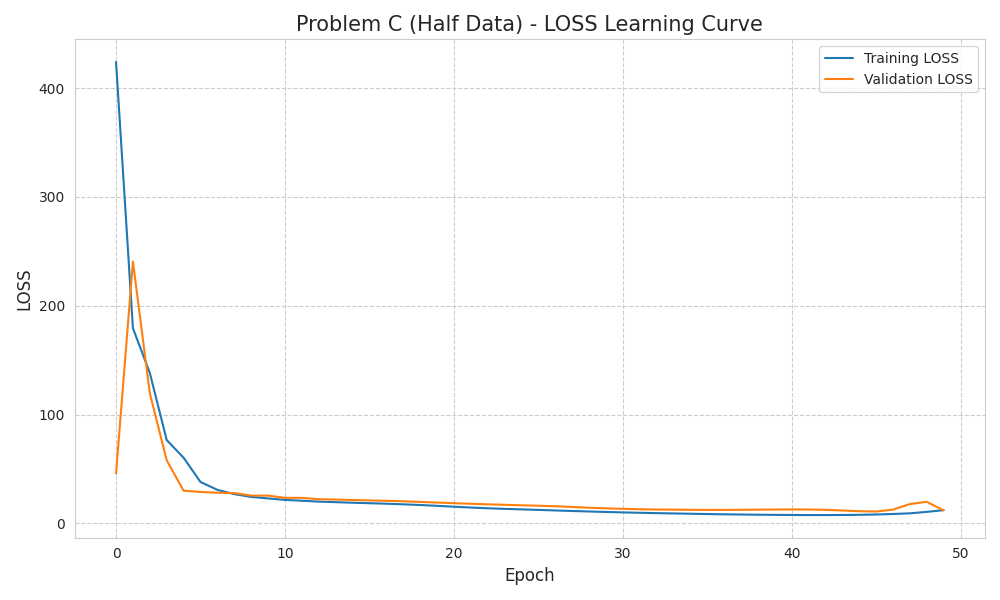 Problem C (Half Data) - LOSS Learning Curve
Training LOSS
Validation LOSS
LOSS
400
300
200
100
0
0 10 20 30 40 50
Epoch